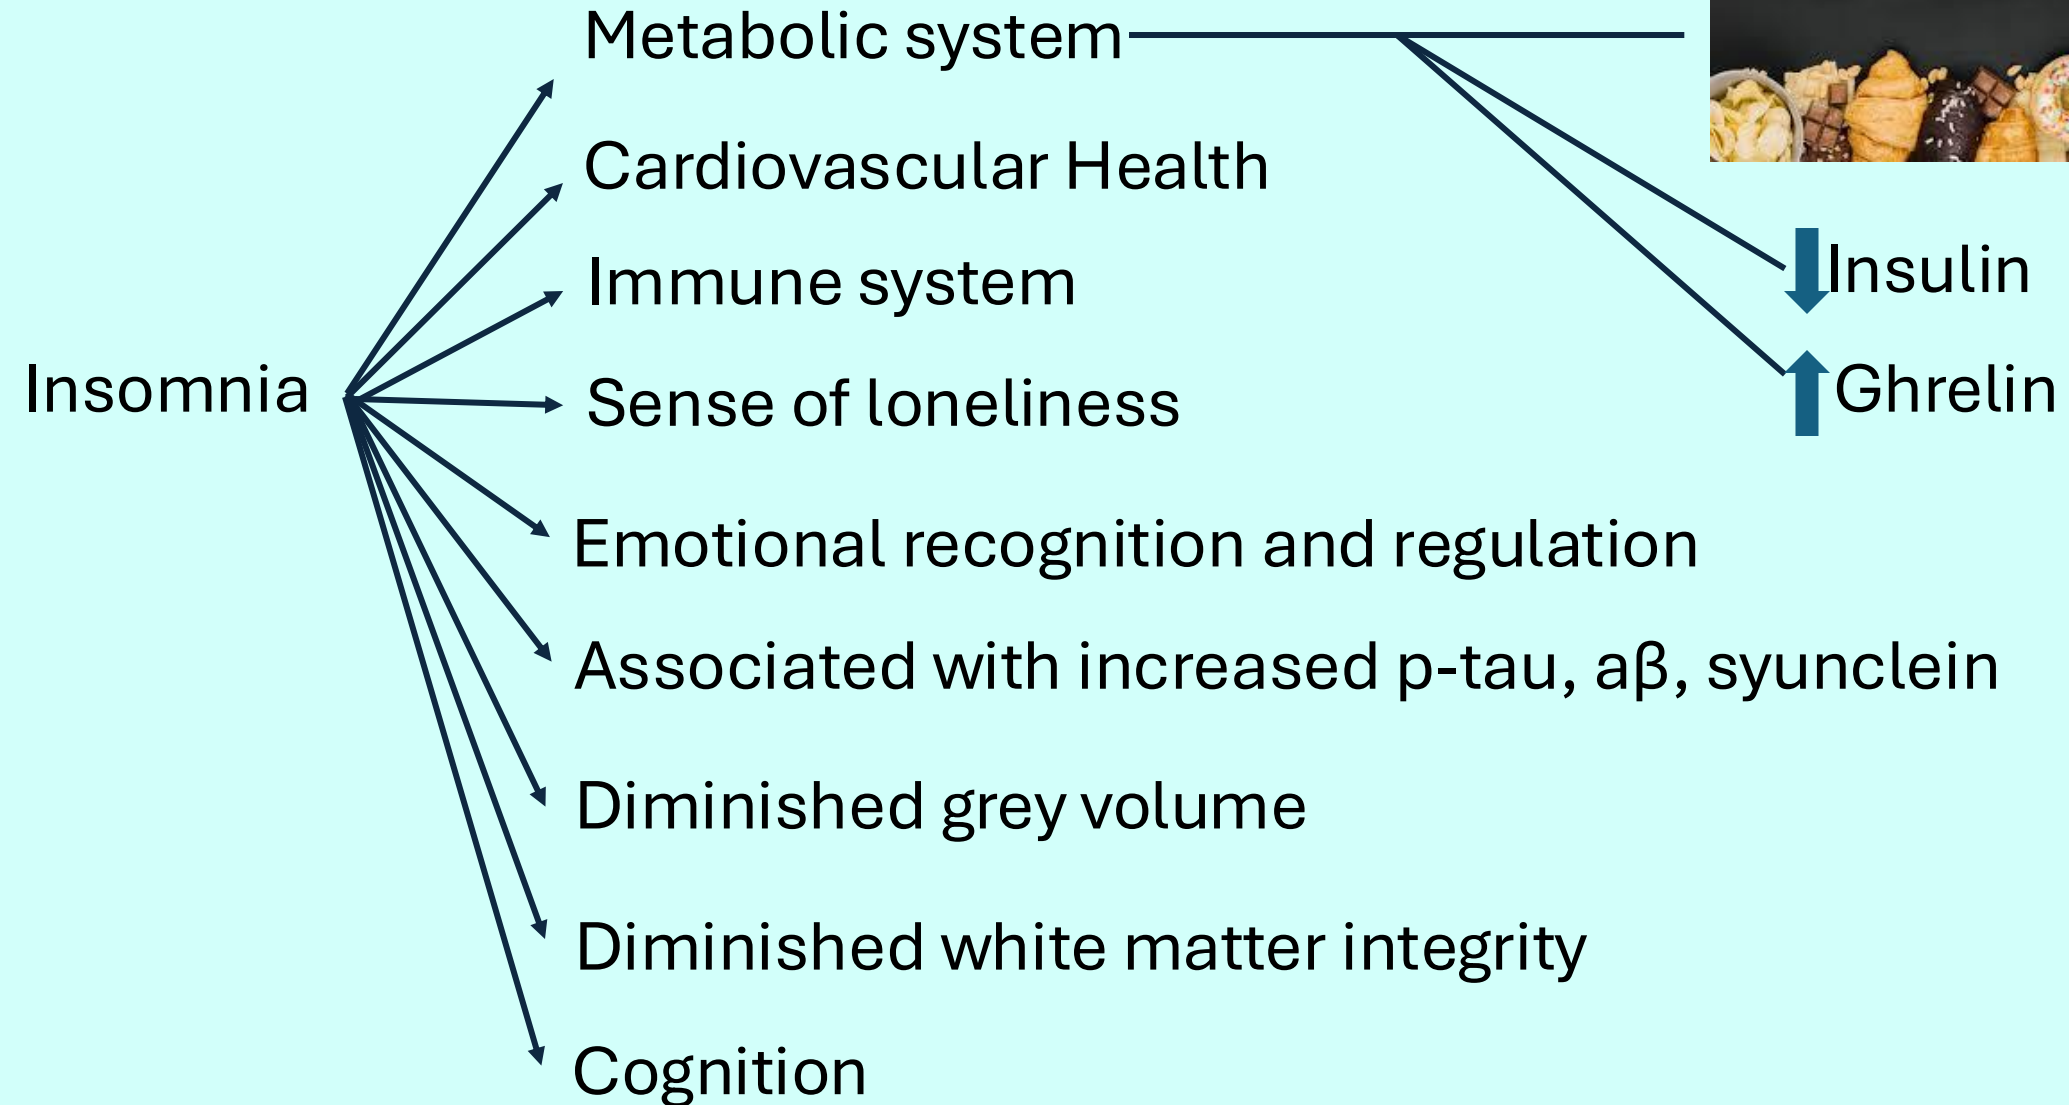 Metabolic system
Cardiovascular Health
Immune system
Insomnia
Sense of loneliness
Emotional recognition and regulation
Associated with increased p-tau, aβ, syunclein
Diminished grey volume
Diminished white matter integrity
Cognition
Insulin
Ghrelin